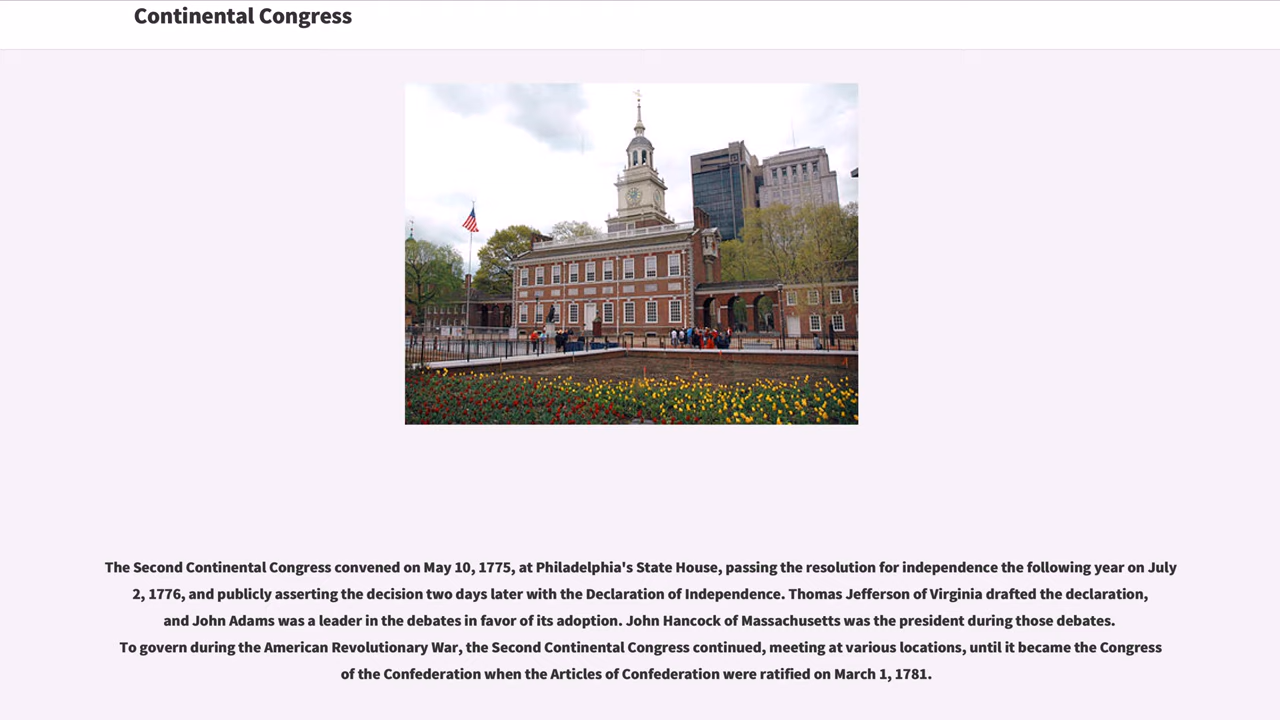 Continental Congress
The Second Continental Congress convened on May 10, 1775, at Philadelphia's State House, passing the resolution for independence the following year on July
2, 1776, and publicly asserting the decision two days later with the Declaration of Independence. Thomas Jefferson of Virginia drafted the declaration,
and John Adams was a leader in the debates in favor of its adoption. John Hancock of Massachusetts was the president during those debates.
To govern during the American Revolutionary War, the Second Continental Congress continued, meeting at various locations, until it became the Congress
of the Confederation when the Articles of Confederation were ratified on March 1, 1781.